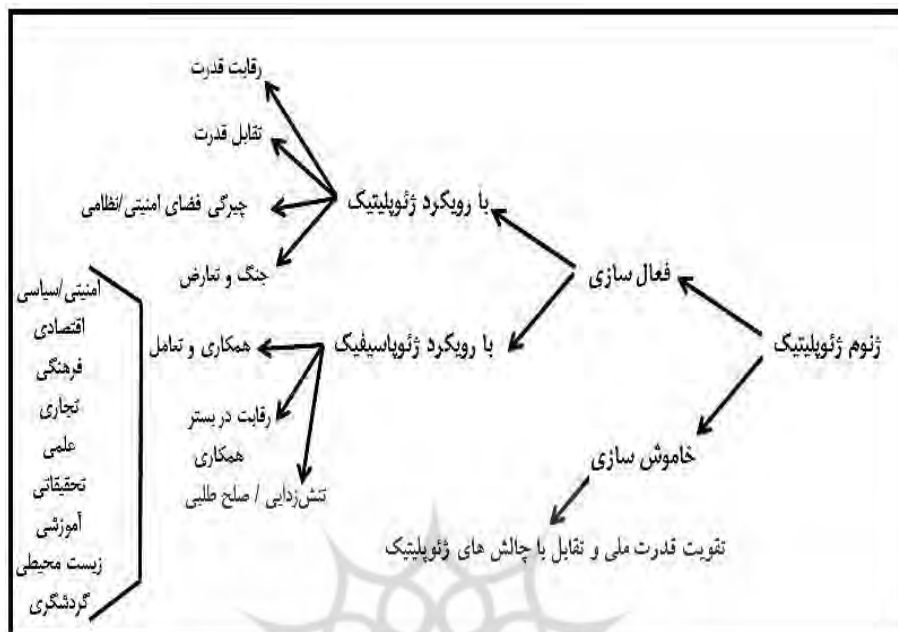 ژنوم ژئوپلیتیک
فعال سازی
با رویکرد ژئوپلیتیک
رقابت قدرت
تقابل قدرت
چیرگی فضای امنیتی/نظامی
جنگ و تعارض
با رویکرد ژئوپاسیفیک
همکاری و تعامل
رقابت در بستر
همکاری
تنش‌زدایی / صلح طلبی
امنیتی/سیاسی
اقتصادی
فرهنگی
تجاری
علمی
تحقیقاتی
آموزشی
زیست محیطی
گردشگری
خاموش سازی
تقویت قدرت ملی و تقابل با چالش های ژئوپلیتیک